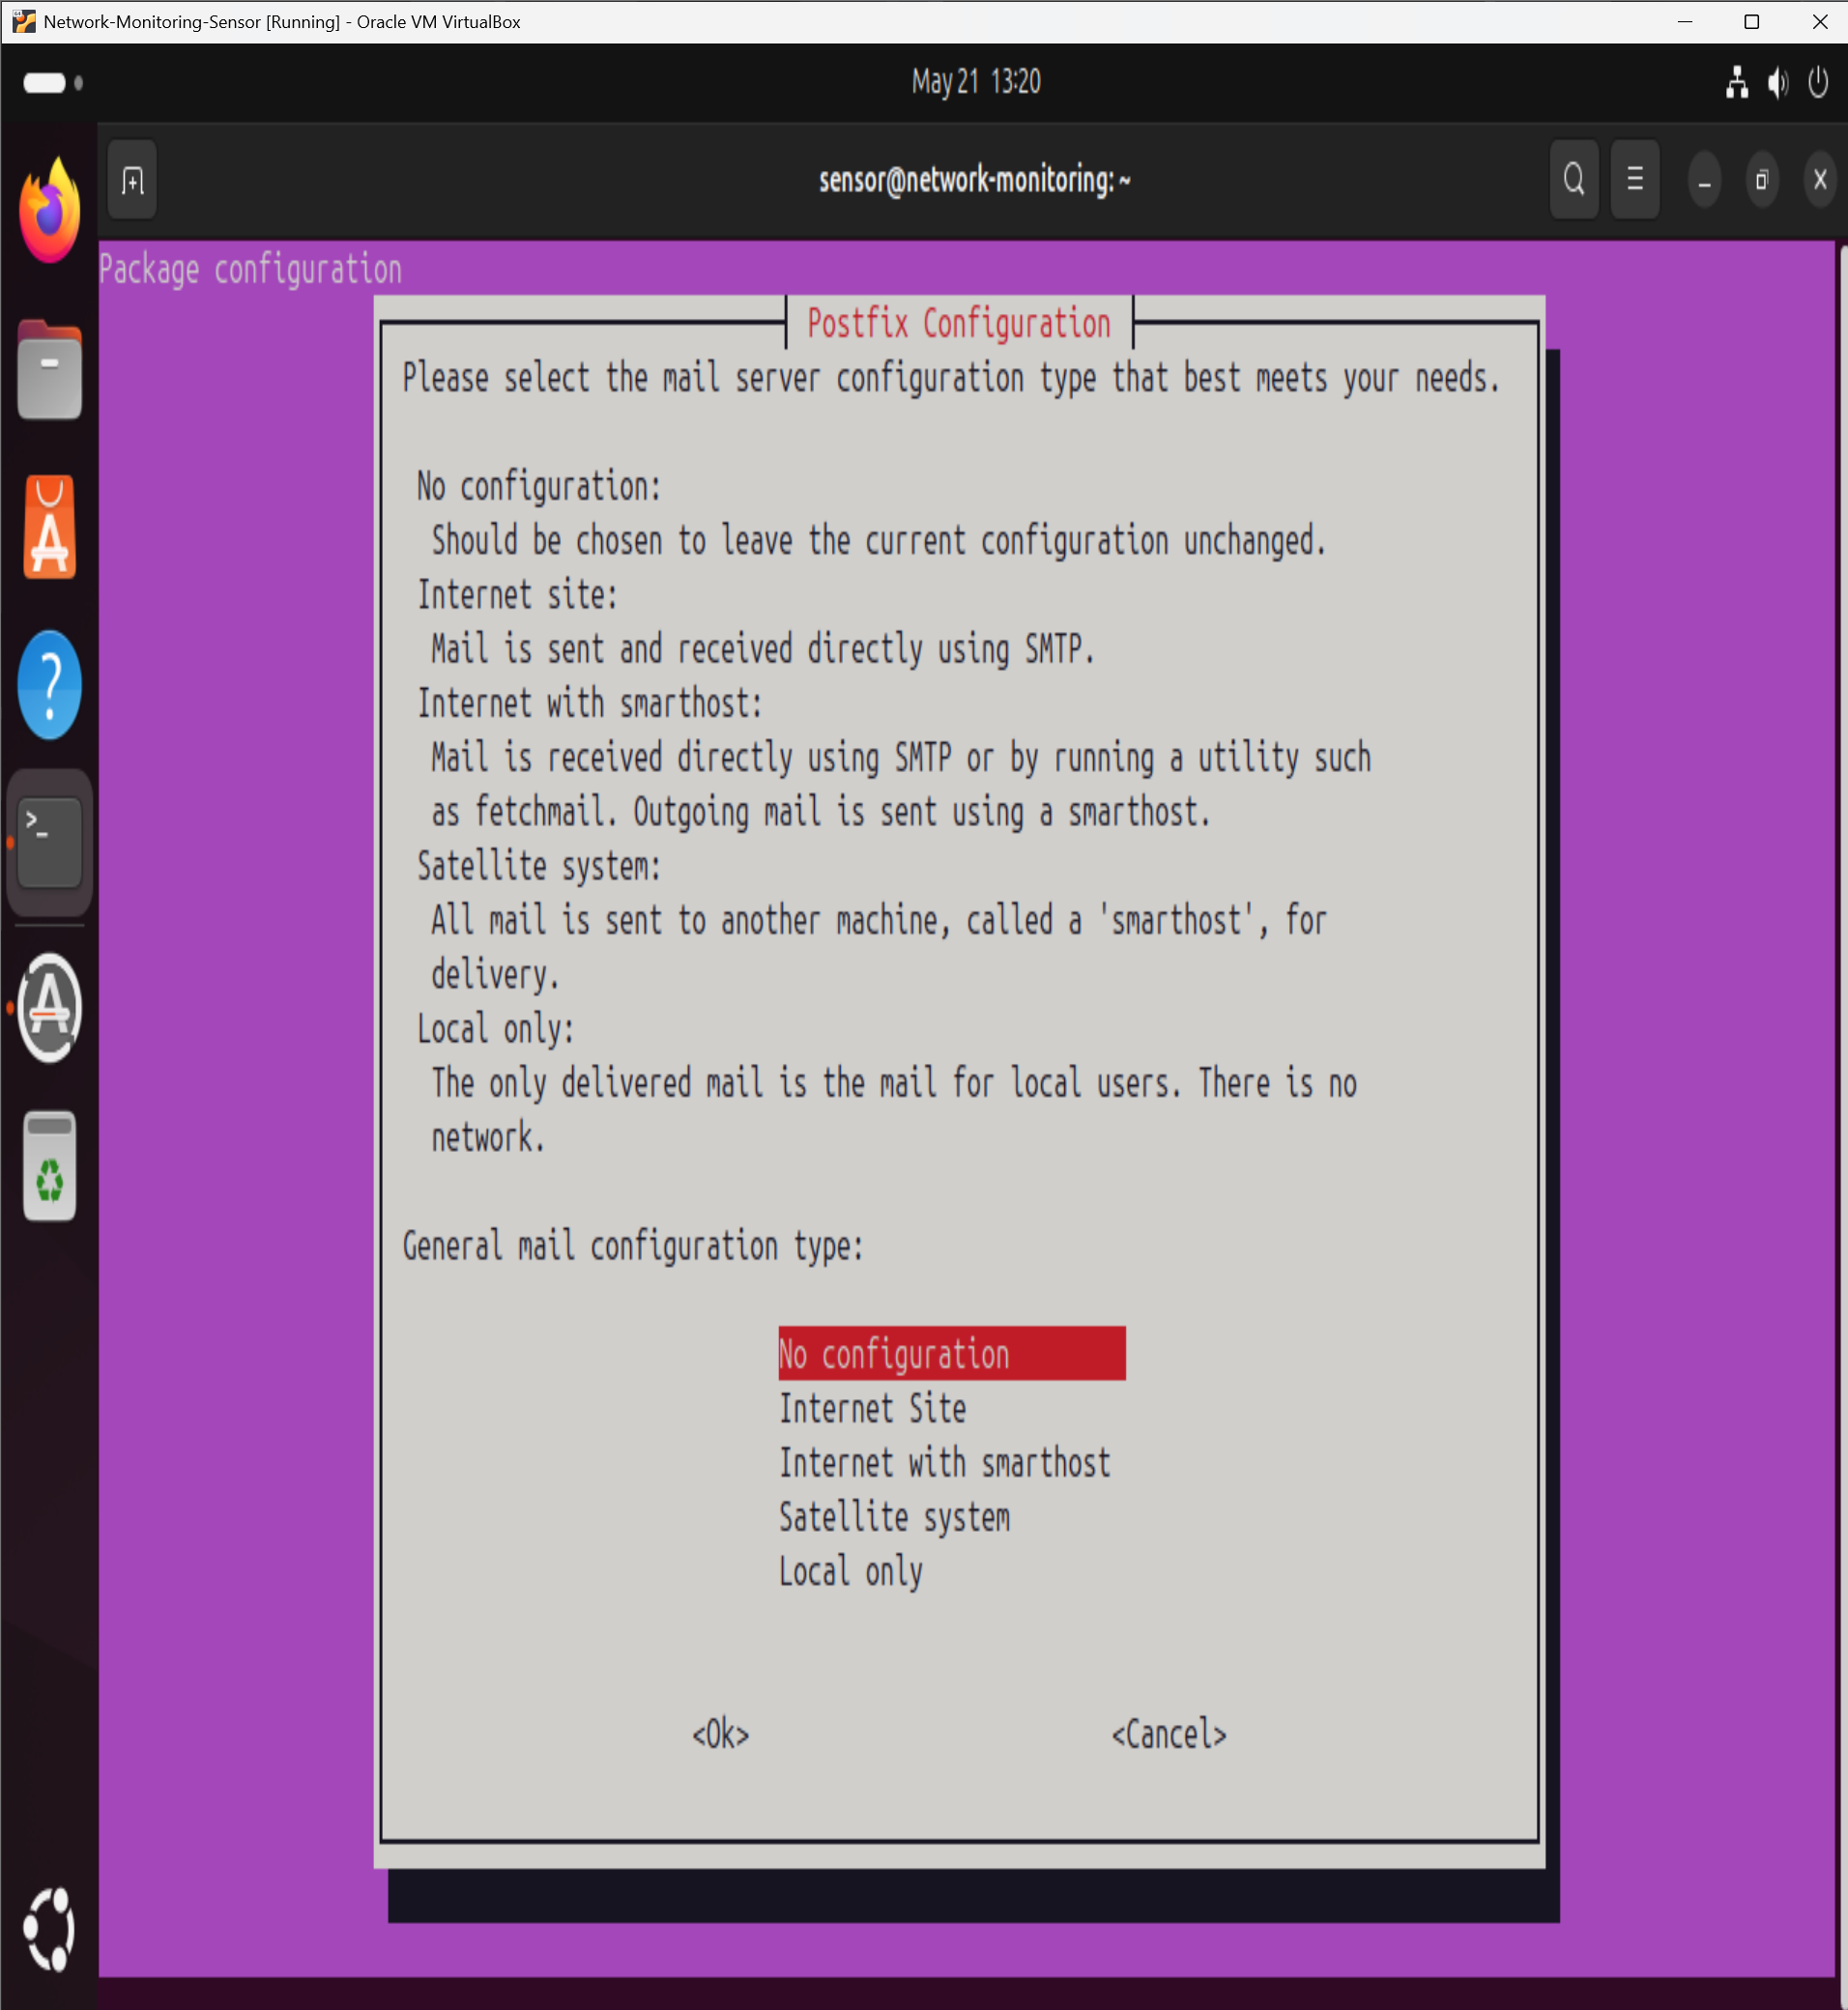 Network-Monitoring-Sensor [Running] - Oracle VM VirtualBox
May 21 13:20
sensor@network-monitoring: ~
Package configuration
Postfix Configuration
Please select the mail server configuration type that best meets your needs.
No configuration:
Should be chosen to leave the current configuration unchanged.
Internet site:
Mail is sent and received directly using SMTP.
Internet with smarthost:
Mail is received directly using SMTP or by running a utility such
as fetchmail. Outgoing mail is sent using a smarthost.
Satellite system:
All mail is sent to another machine, called a 'smarthost', for
delivery.
Local only:
The only delivered mail is the mail for local users. There is no
network.
General mail configuration type:
No configuration
Internet Site
Internet with smarthost
Satellite system
Local only
<Ok> <Cancel>